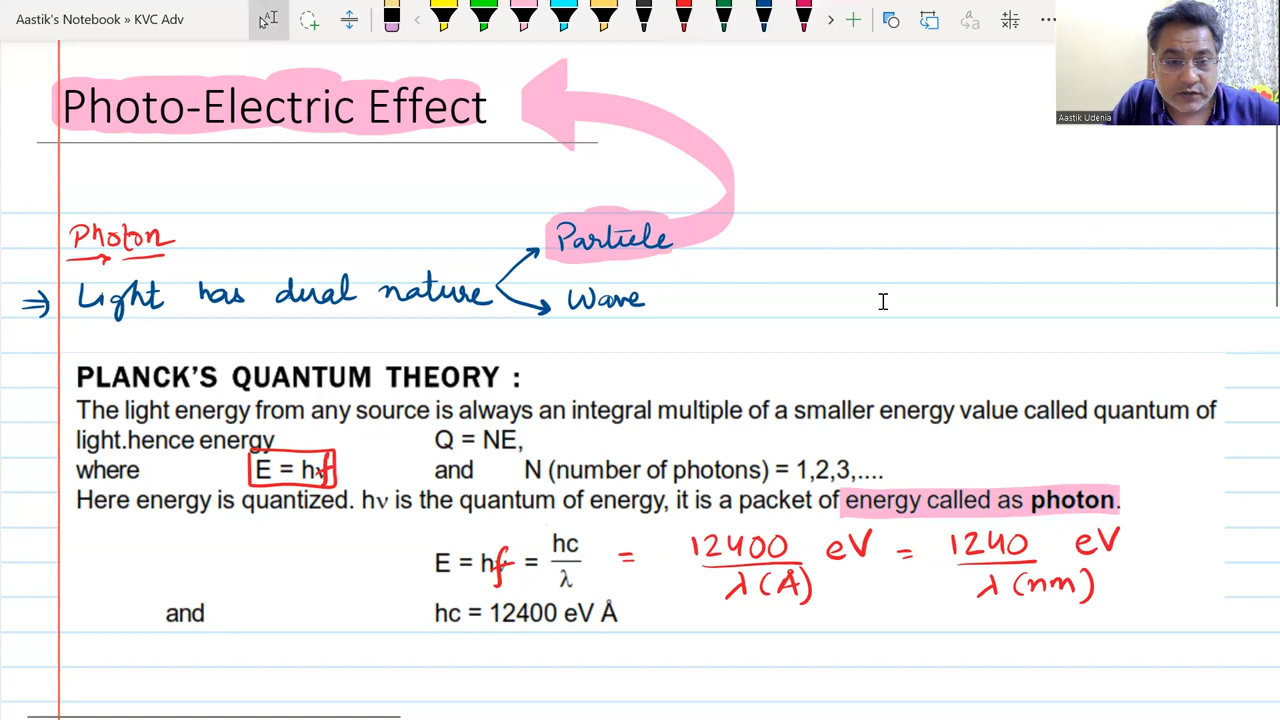 Aastik's Notebook » KVC Adv
Aastik Udenia
Photo-Electric Effect
Photon
Particle
⇒ Light has dual nature
Wave
PLANCK'S QUANTUM THEORY :
The light energy from any source is always an integral multiple of a smaller energy value called quantum of
light.hence energy Q = NE,
where E = hf and N (number of photons) = 1,2,3,....
Here energy is quantized. hν is the quantum of energy, it is a packet of energy called as photon.
E = hf = hc/λ = 12400/λ(Å) eV = 1240/λ(nm) eV
and hc = 12400 eV Å